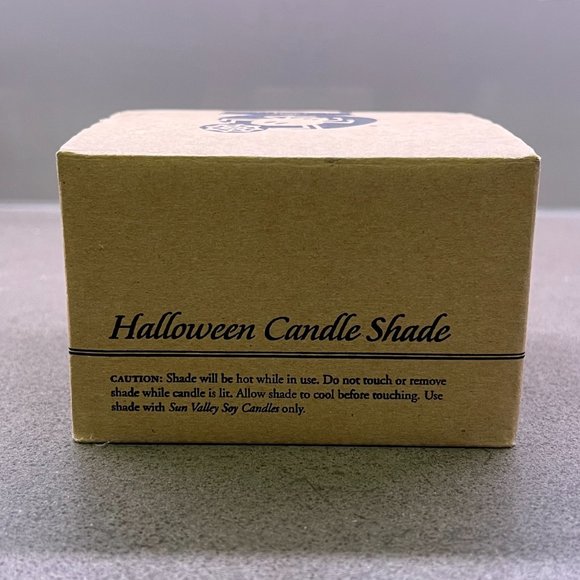 Halloween Candle Shade
CAUTION: Shade will be hot while in use. Do not touch or remove
shade while candle is lit. Allow shade to cool before touching. Use
shade with Sun Valley Soy Candles only.